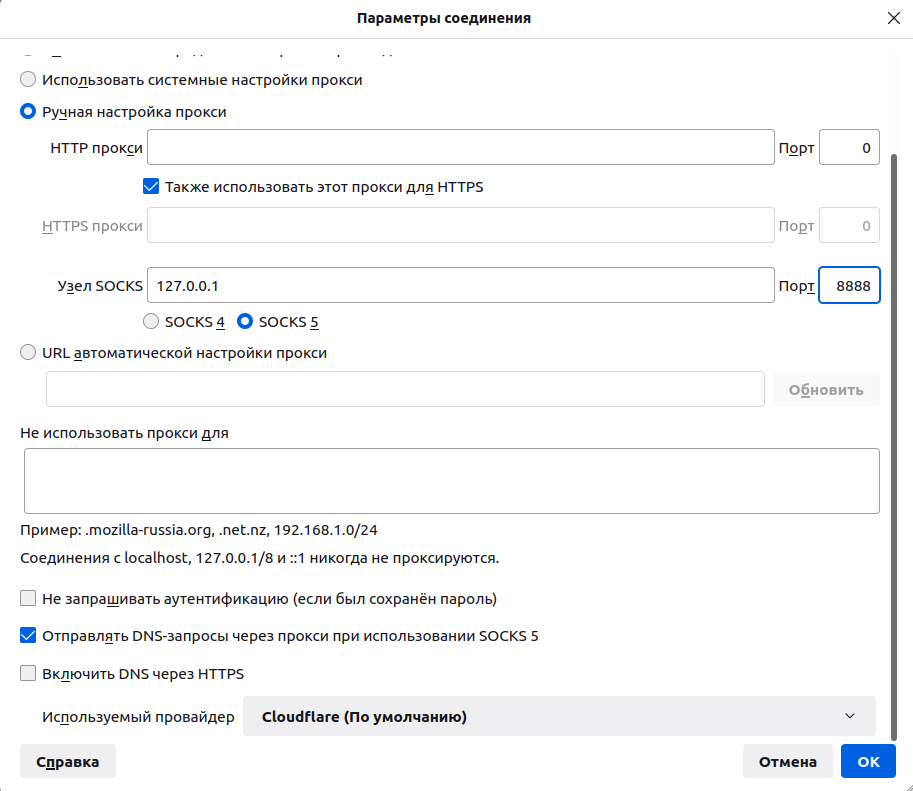 Параметры соединения
Использовать системные настройки прокси
Ручная настройка прокси
HTTP прокси Порт 0
Также использовать этот прокси для HTTPS
HTTPS прокси Порт 0
Узел SOCKS 127.0.0.1 Порт 8888
SOCKS 4 SOCKS 5
URL автоматической настройки прокси
Обновить
Не использовать прокси для
Пример: .mozilla-russia.org, .net.nz, 192.168.1.0/24
Соединения с localhost, 127.0.0.1/8 и ::1 никогда не проксируются.
Не запрашивать аутентификацию (если был сохранён пароль)
Отправлять DNS-запросы через прокси при использовании SOCKS 5
Включить DNS через HTTPS
Используемый провайдер Cloudflare (По умолчанию)
Справка Отмена OK